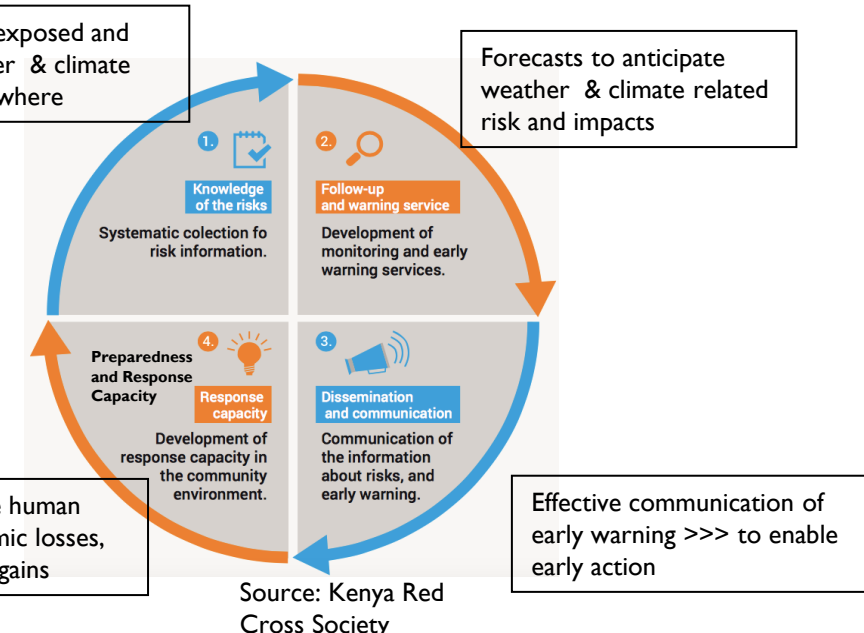 exposed and
er & climate
where
Forecasts to anticipate
weather & climate related
risk and impacts
1.
Knowledge
of the risks
Systematic colection fo
risk information.
2.
Follow-up
and warning service
Development of
monitoring and early
warning services.
Preparedness
and Response
Capacity
4.
Response
capacity
Development of
response capacity in
the community
environment.
3.
Dissemination
and communication
Communication of
the information
about risks, and
early warning.
human
mic losses,
gains
Effective communication of
early warning >>> to enable
early action
Source: Kenya Red
Cross Society